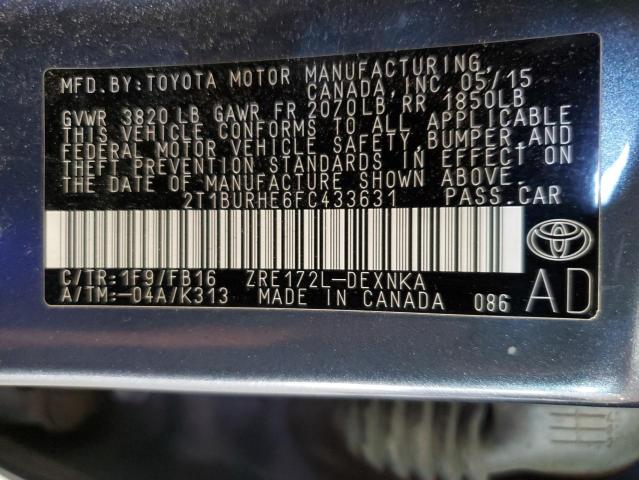 MFD. BY: TOYOTA MOTOR MANUFACTURING,
CANADA, INC. 05/15
GVWR 3820 LB GAWR FR 2070LB RR 1850LB
THIS VEHICLE CONFORMS TO ALL APPLICABLE
FEDERAL MOTOR VEHICLE SAFETY, BUMPER, AND
THEFT PREVENTION STANDARDS IN EFFECT ON
THE DATE OF MANUFACTURE SHOWN ABOVE.
2T1BURHE6FC433631 PASS. CAR
C/TR: 1F9/FB16 ZRE172L-DEXNKA
A/TM: -04A/K313 MADE IN CANADA 086
AD